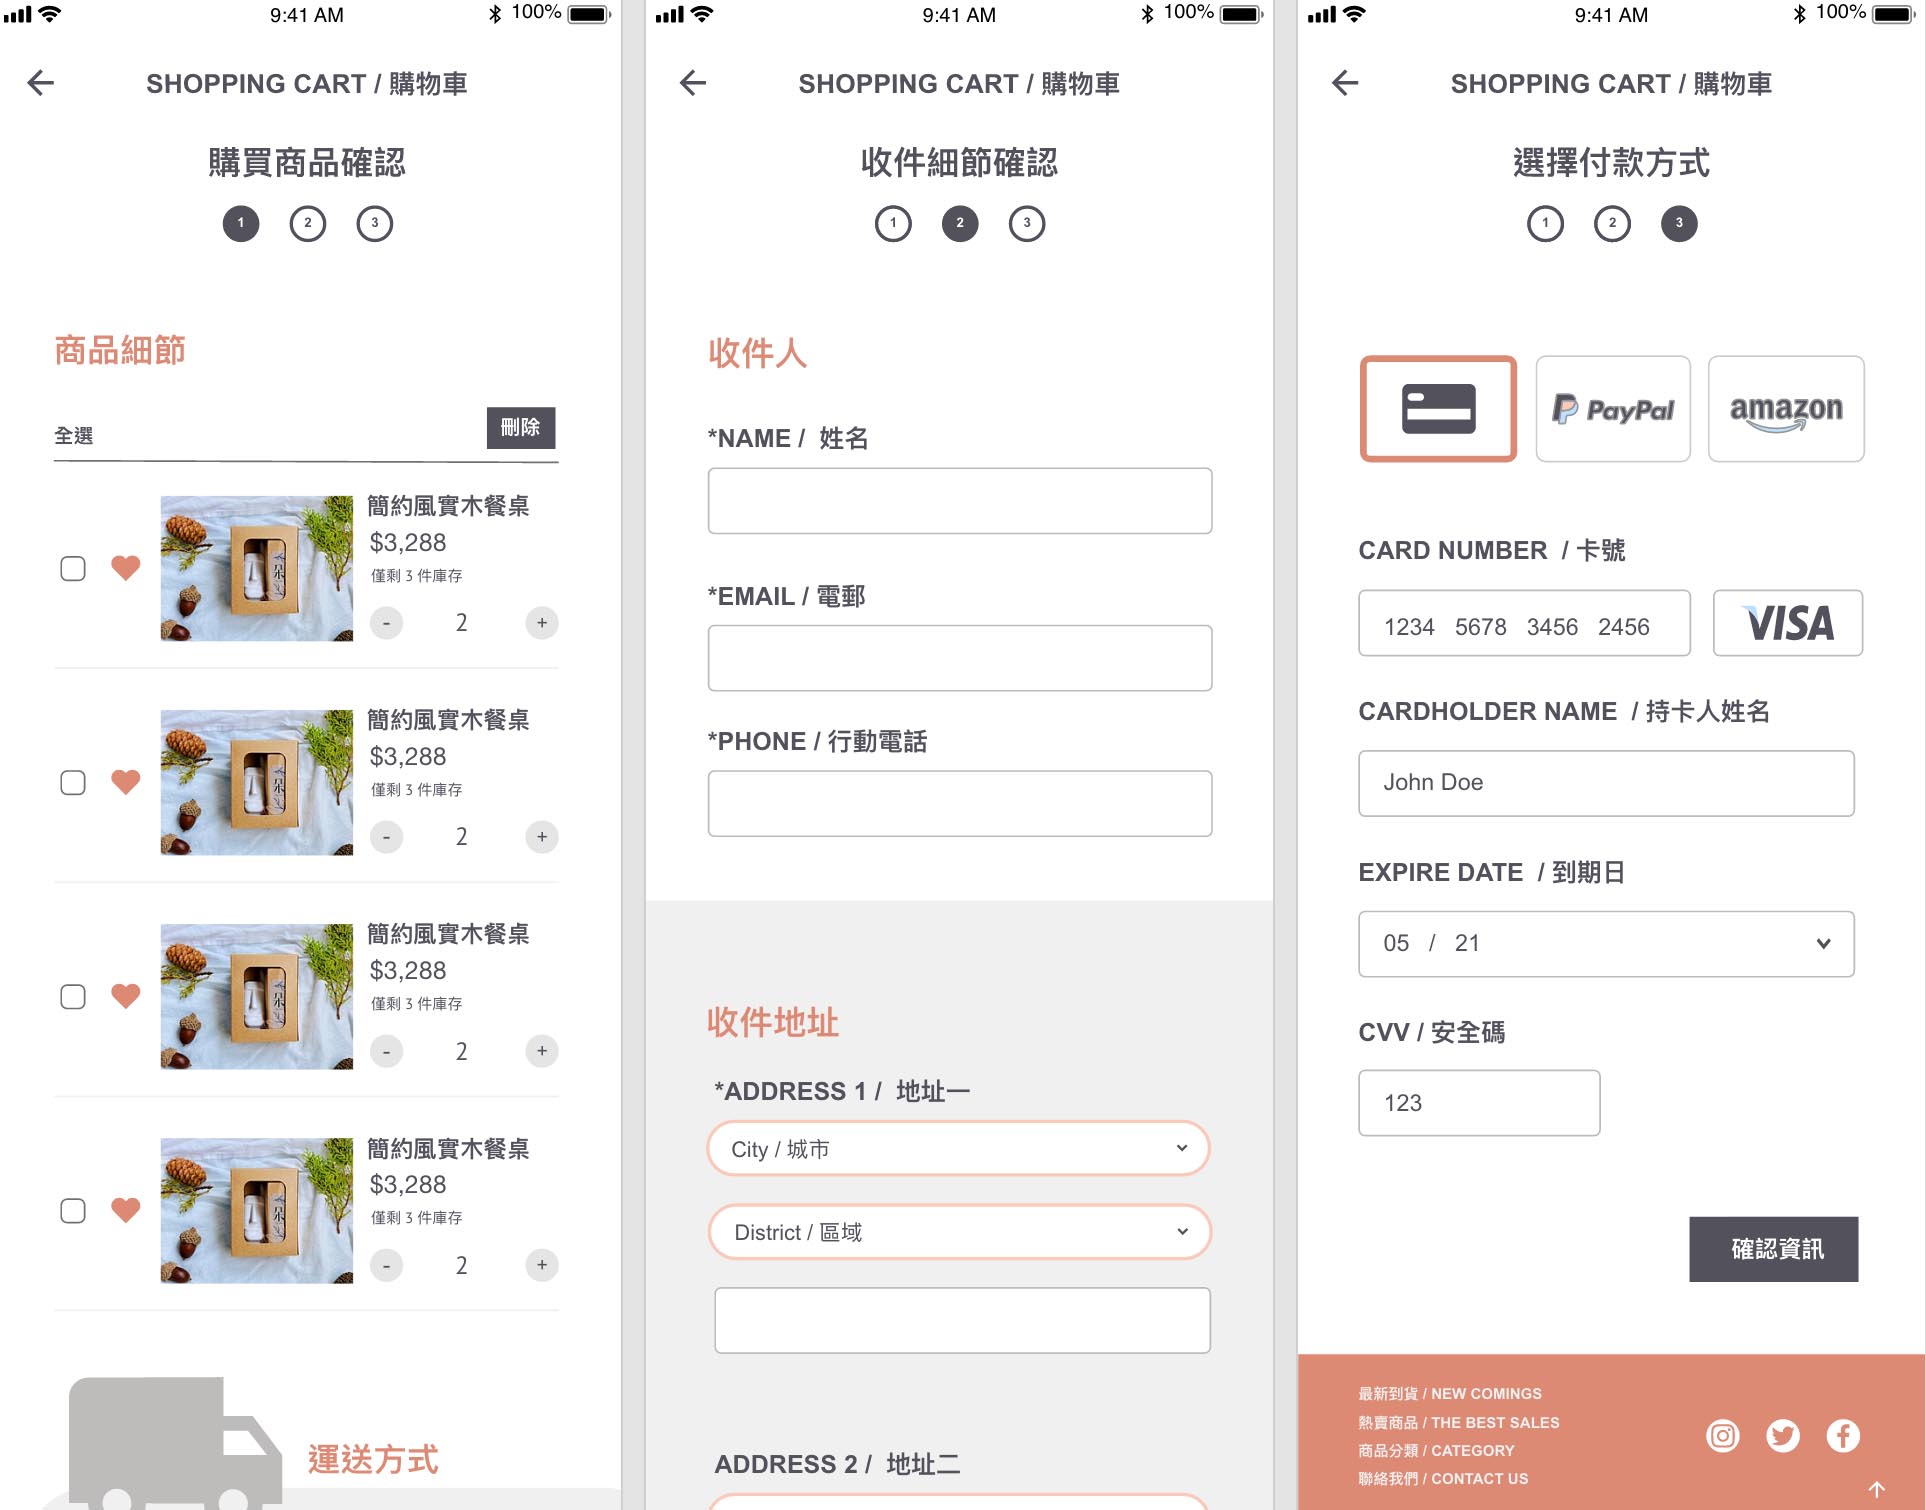 9:41 AM
100%
SHOPPING CART / 購物車
購買商品確認
1 2 3
商品細節
全選
刪除
簡約風實木餐桌
$3,288
僅剩 3 件庫存
- 2 +
簡約風實木餐桌
$3,288
僅剩 3 件庫存
- 2 +
簡約風實木餐桌
$3,288
僅剩 3 件庫存
- 2 +
簡約風實木餐桌
$3,288
僅剩 3 件庫存
- 2 +
運送方式
9:41 AM
100%
SHOPPING CART / 購物車
收件細節確認
1 2 3
收件人
*NAME / 姓名
*EMAIL / 電郵
*PHONE / 行動電話
收件地址
*ADDRESS 1 / 地址一
City / 城市
District / 區域
ADDRESS 2 / 地址二
9:41 AM
100%
SHOPPING CART / 購物車
選擇付款方式
1 2 3
PayPal
amazon
CARD NUMBER / 卡號
1234 5678 3456 2456
VISA
CARDHOLDER NAME / 持卡人姓名
John Doe
EXPIRE DATE / 到期日
05 / 21
CVV / 安全碼
123
確認資訊
最新到貨 / NEW COMINGS
熱賣商品 / THE BEST SALES
商品分類 / CATEGORY
聯絡我們 / CONTACT US